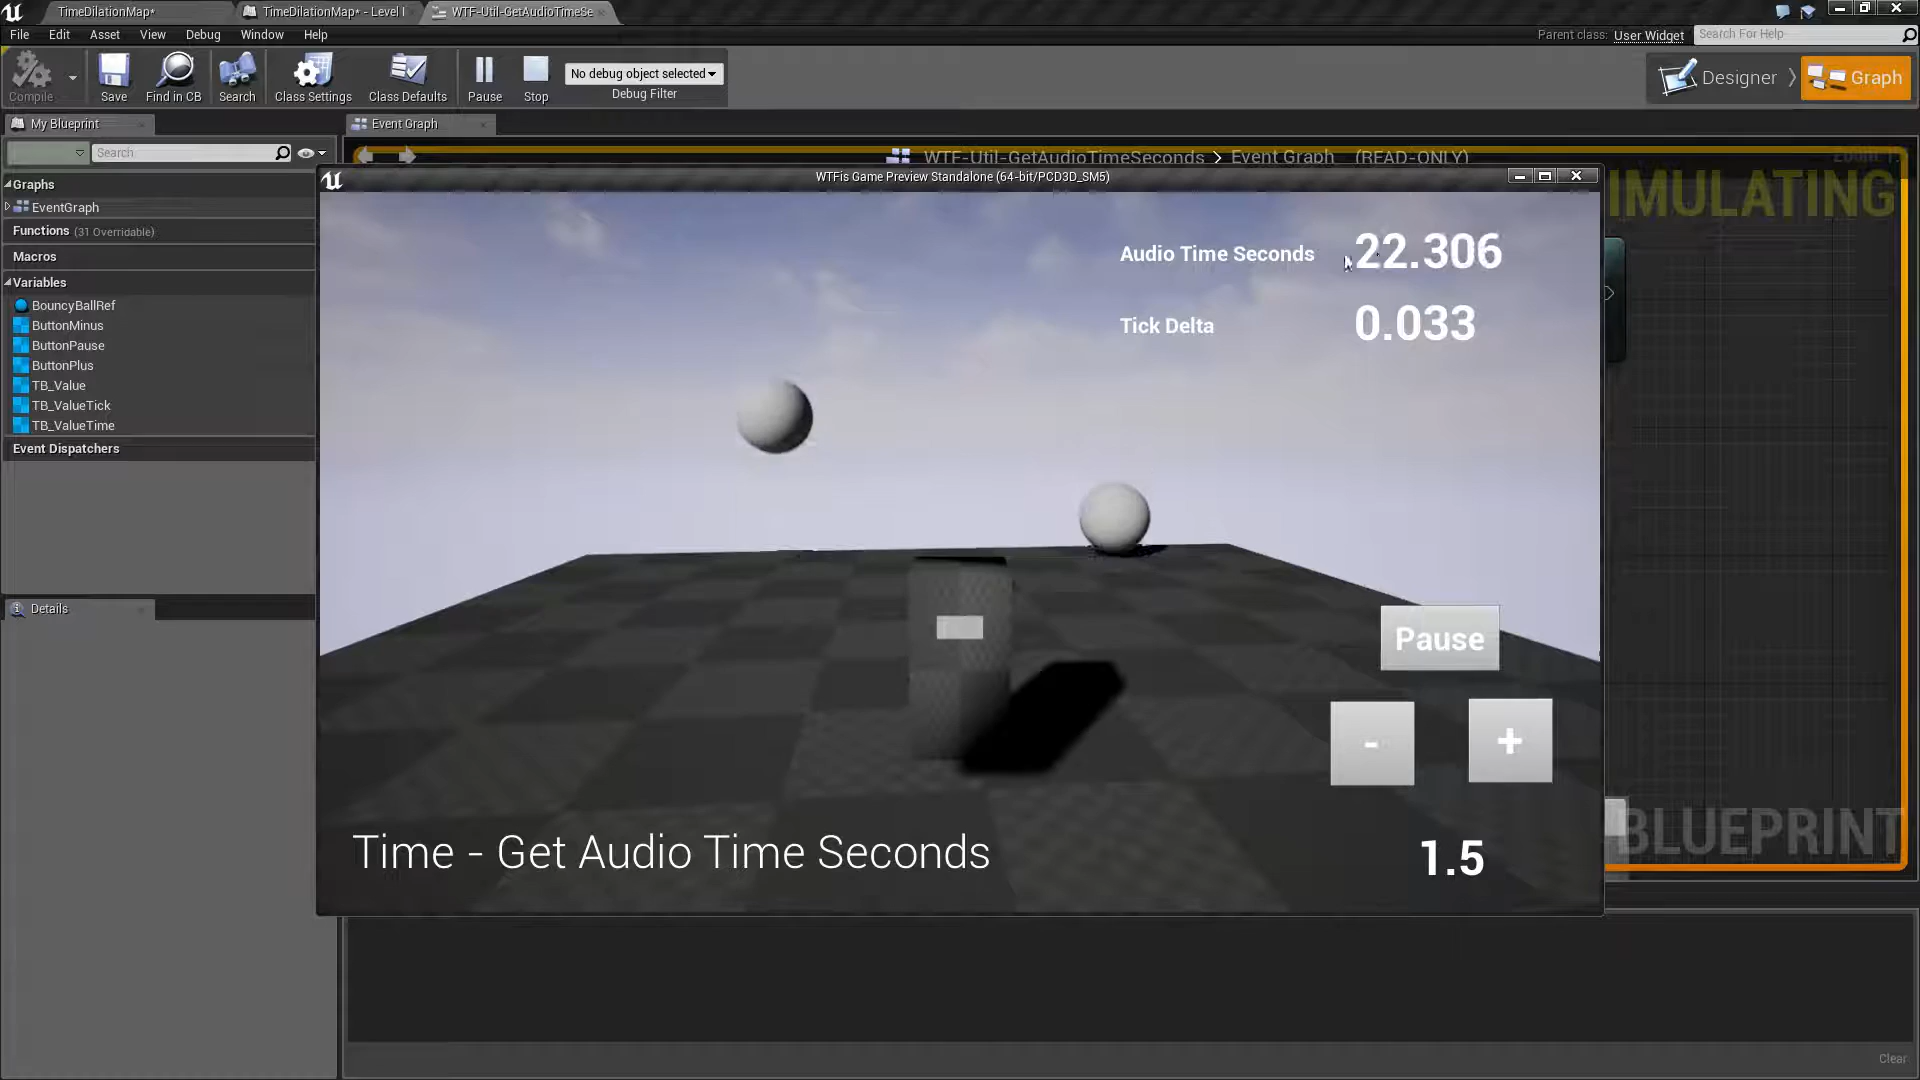 TimeDilationMap*
TimeDilationMap* - Level I
WTF-Util-GetAudioTimeSe
File Edit Asset View Debug Window Help
Parent class: User Widget
Search For Help
Compile
Save
Find in CB
Search
Class Settings
Class Defaults
Pause
Stop
No debug object selected
Debug Filter
Designer
Graph
My Blueprint
Event Graph
Search
WTF-Util-GetAudioTimeSeconds > Event Graph (READ-ONLY)
WTFis Game Preview Standalone (64-bit/PCD3D_SM5)
Graphs
EventGraph
Functions (31 Overridable)
Macros
Variables
BouncyBallRef
ButtonMinus
ButtonPause
ButtonPlus
TB_Value
TB_ValueTick
TB_ValueTime
Event Dispatchers
Details
IMULATING
Audio Time Seconds 22.306
Tick Delta 0.033
Pause
- +
Time - Get Audio Time Seconds
1.5
BLUEPRINT
Clear